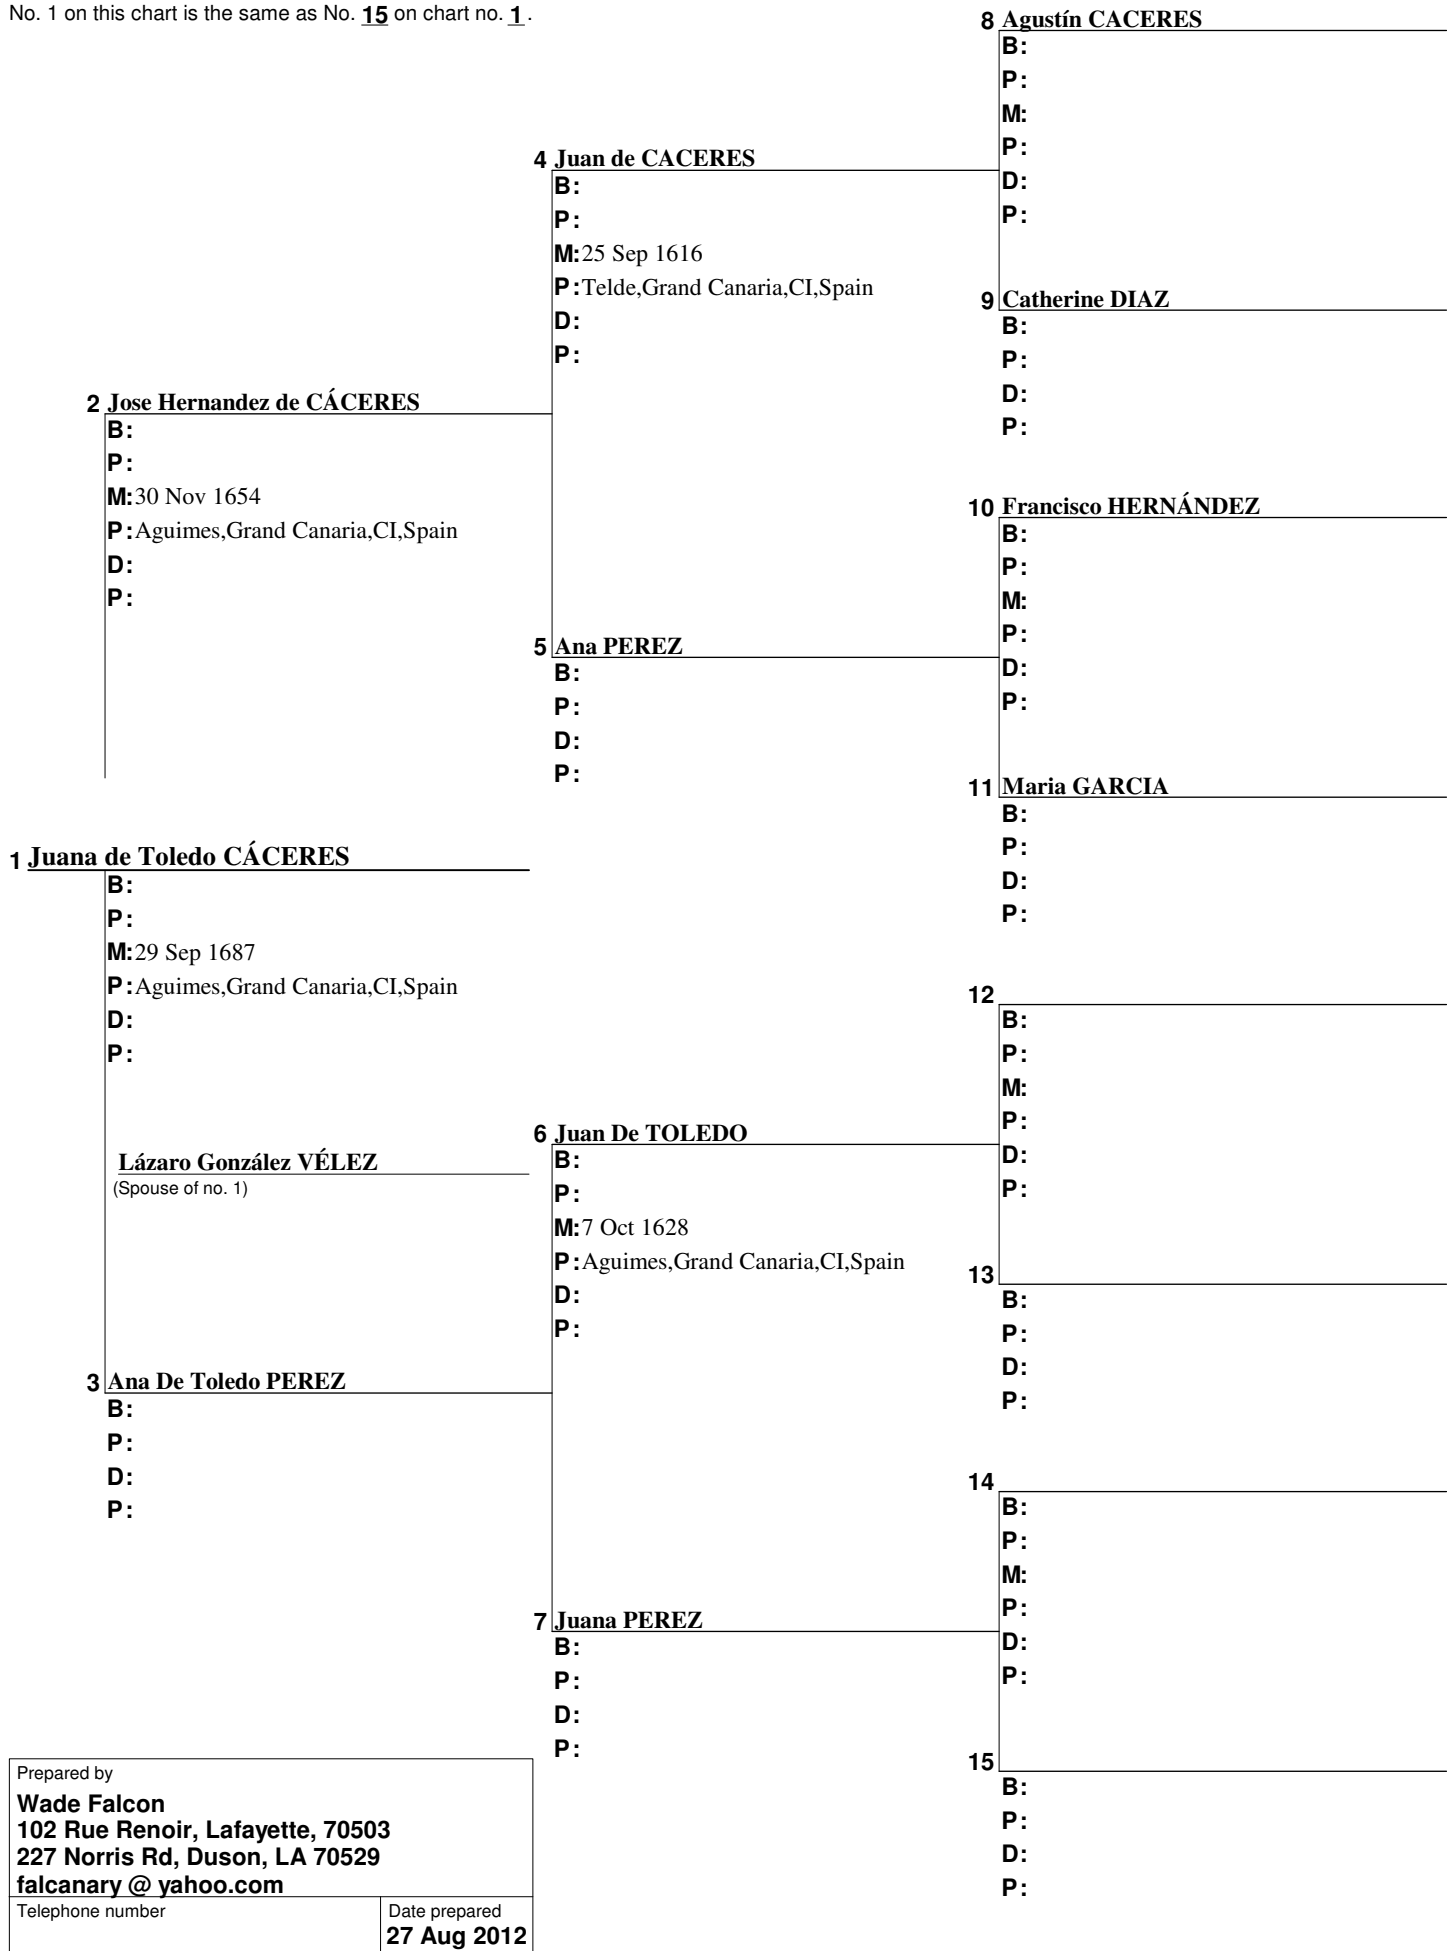 No. 1 on this chart is the same as No. 15 on chart no. 1.
8 Agustín CACERES
B:
P:
M:
P:
D:
P:
4 Juan de CACERES
B:
P:
M: 25 Sep 1616
P: Telde,Grand Canaria,CI,Spain
D:
P:
9 Catherine DIAZ
B:
P:
D:
P:
2 Jose Hernandez de CÁCERES
B:
P:
M: 30 Nov 1654
P: Aguimes,Grand Canaria,CI,Spain
D:
P:
10 Francisco HERNÁNDEZ
B:
P:
M:
P:
D:
P:
5 Ana PEREZ
B:
P:
D:
P:
11 Maria GARCIA
B:
P:
D:
P:
1 Juana de Toledo CÁCERES
B:
P:
M: 29 Sep 1687
P: Aguimes,Grand Canaria,CI,Spain
D:
P:
Lázaro González VÉLEZ
(Spouse of no. 1)
12
B:
P:
M:
P:
D:
P:
6 Juan De TOLEDO
B:
P:
M: 7 Oct 1628
P: Aguimes,Grand Canaria,CI,Spain
D:
P:
13
B:
P:
D:
P:
3 Ana De Toledo PEREZ
B:
P:
D:
P:
14
B:
P:
M:
P:
D:
P:
7 Juana PEREZ
B:
P:
D:
P:
15
B:
P:
D:
P:
Prepared by
Wade Falcon
102 Rue Renoir, Lafayette, 70503
227 Norris Rd, Duson, LA 70529
falcanary @ yahoo.com
Telephone number
Date prepared
27 Aug 2012